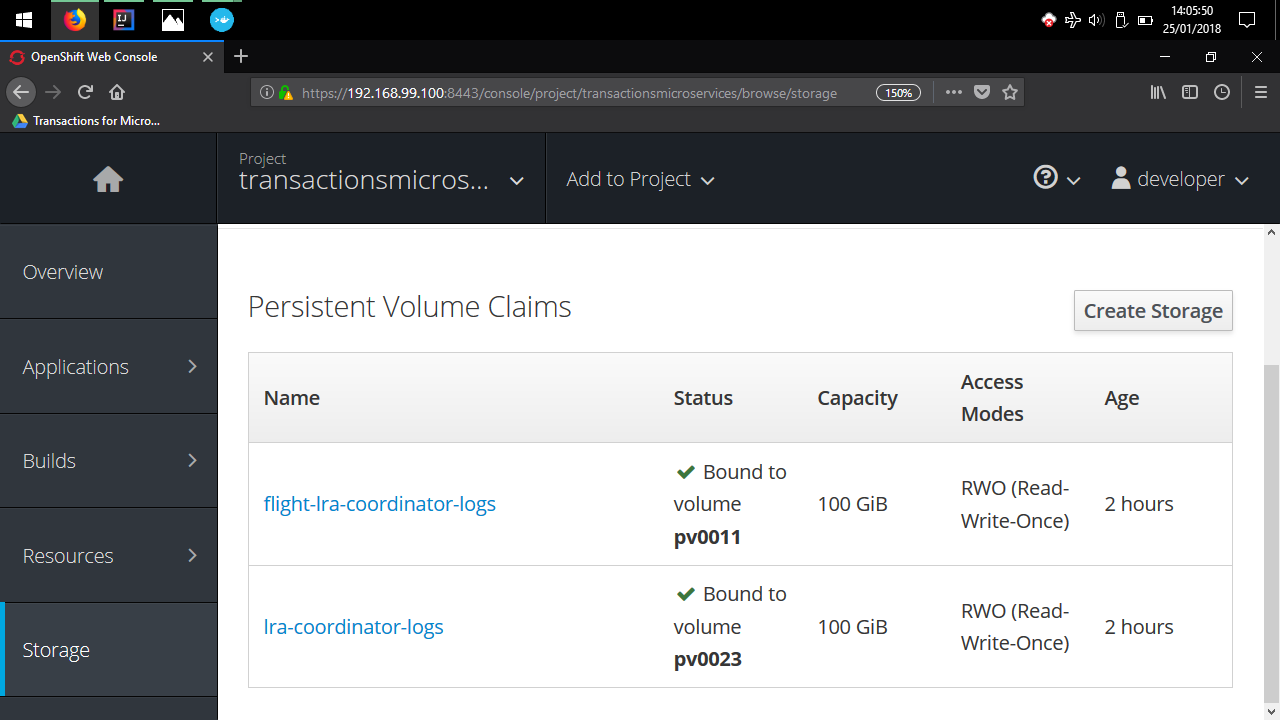 14:05:50
25/01/2018
OpenShift Web Console
https://192.168.99.100:8443/console/project/transactionsmicroservices/browse/storage
150%
Transactions for Micro...
Project
transactionsmicros...
Add to Project
developer
Overview
Applications
Builds
Resources
Storage
Persistent Volume Claims
Create Storage
Name Status Capacity Access Modes Age
flight-lra-coordinator-logs
Bound to
volume
pv0011
100 GiB
RWO (Read-
Write-Once)
2 hours
lra-coordinator-logs
Bound to
volume
pv0023
100 GiB
RWO (Read-
Write-Once)
2 hours